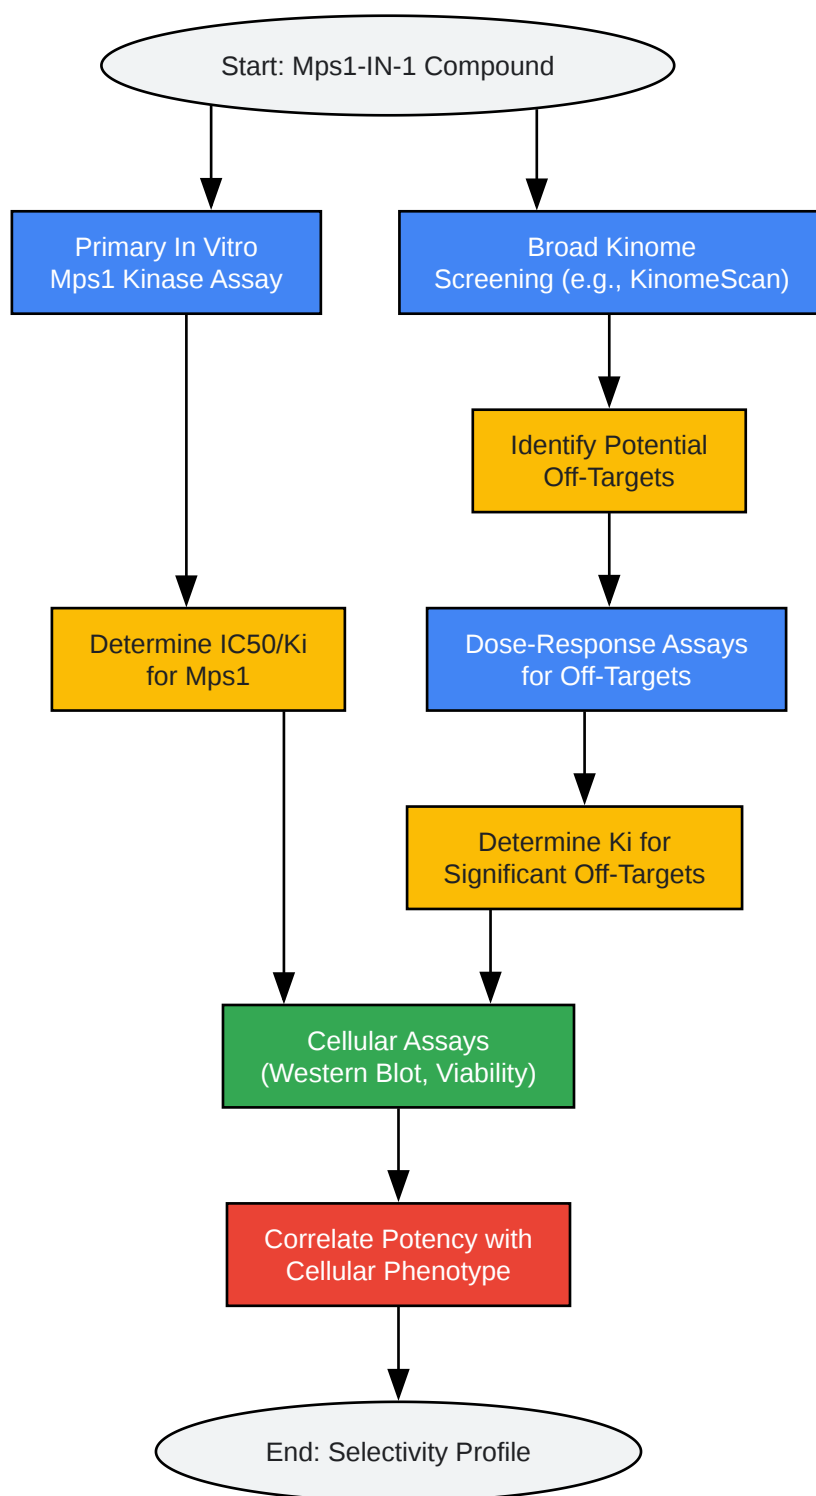 Start: Mps1-IN-1 Compound
Primary In Vitro
Mps1 Kinase Assay
Broad Kinome
Screening (e.g., KinomeScan)
Identify Potential
Off-Targets
Determine IC50/Ki
for Mps1
Dose-Response Assays
for Off-Targets
Determine Ki for
Significant Off-Targets
Cellular Assays
(Western Blot, Viability)
Correlate Potency with
Cellular Phenotype
End: Selectivity Profile